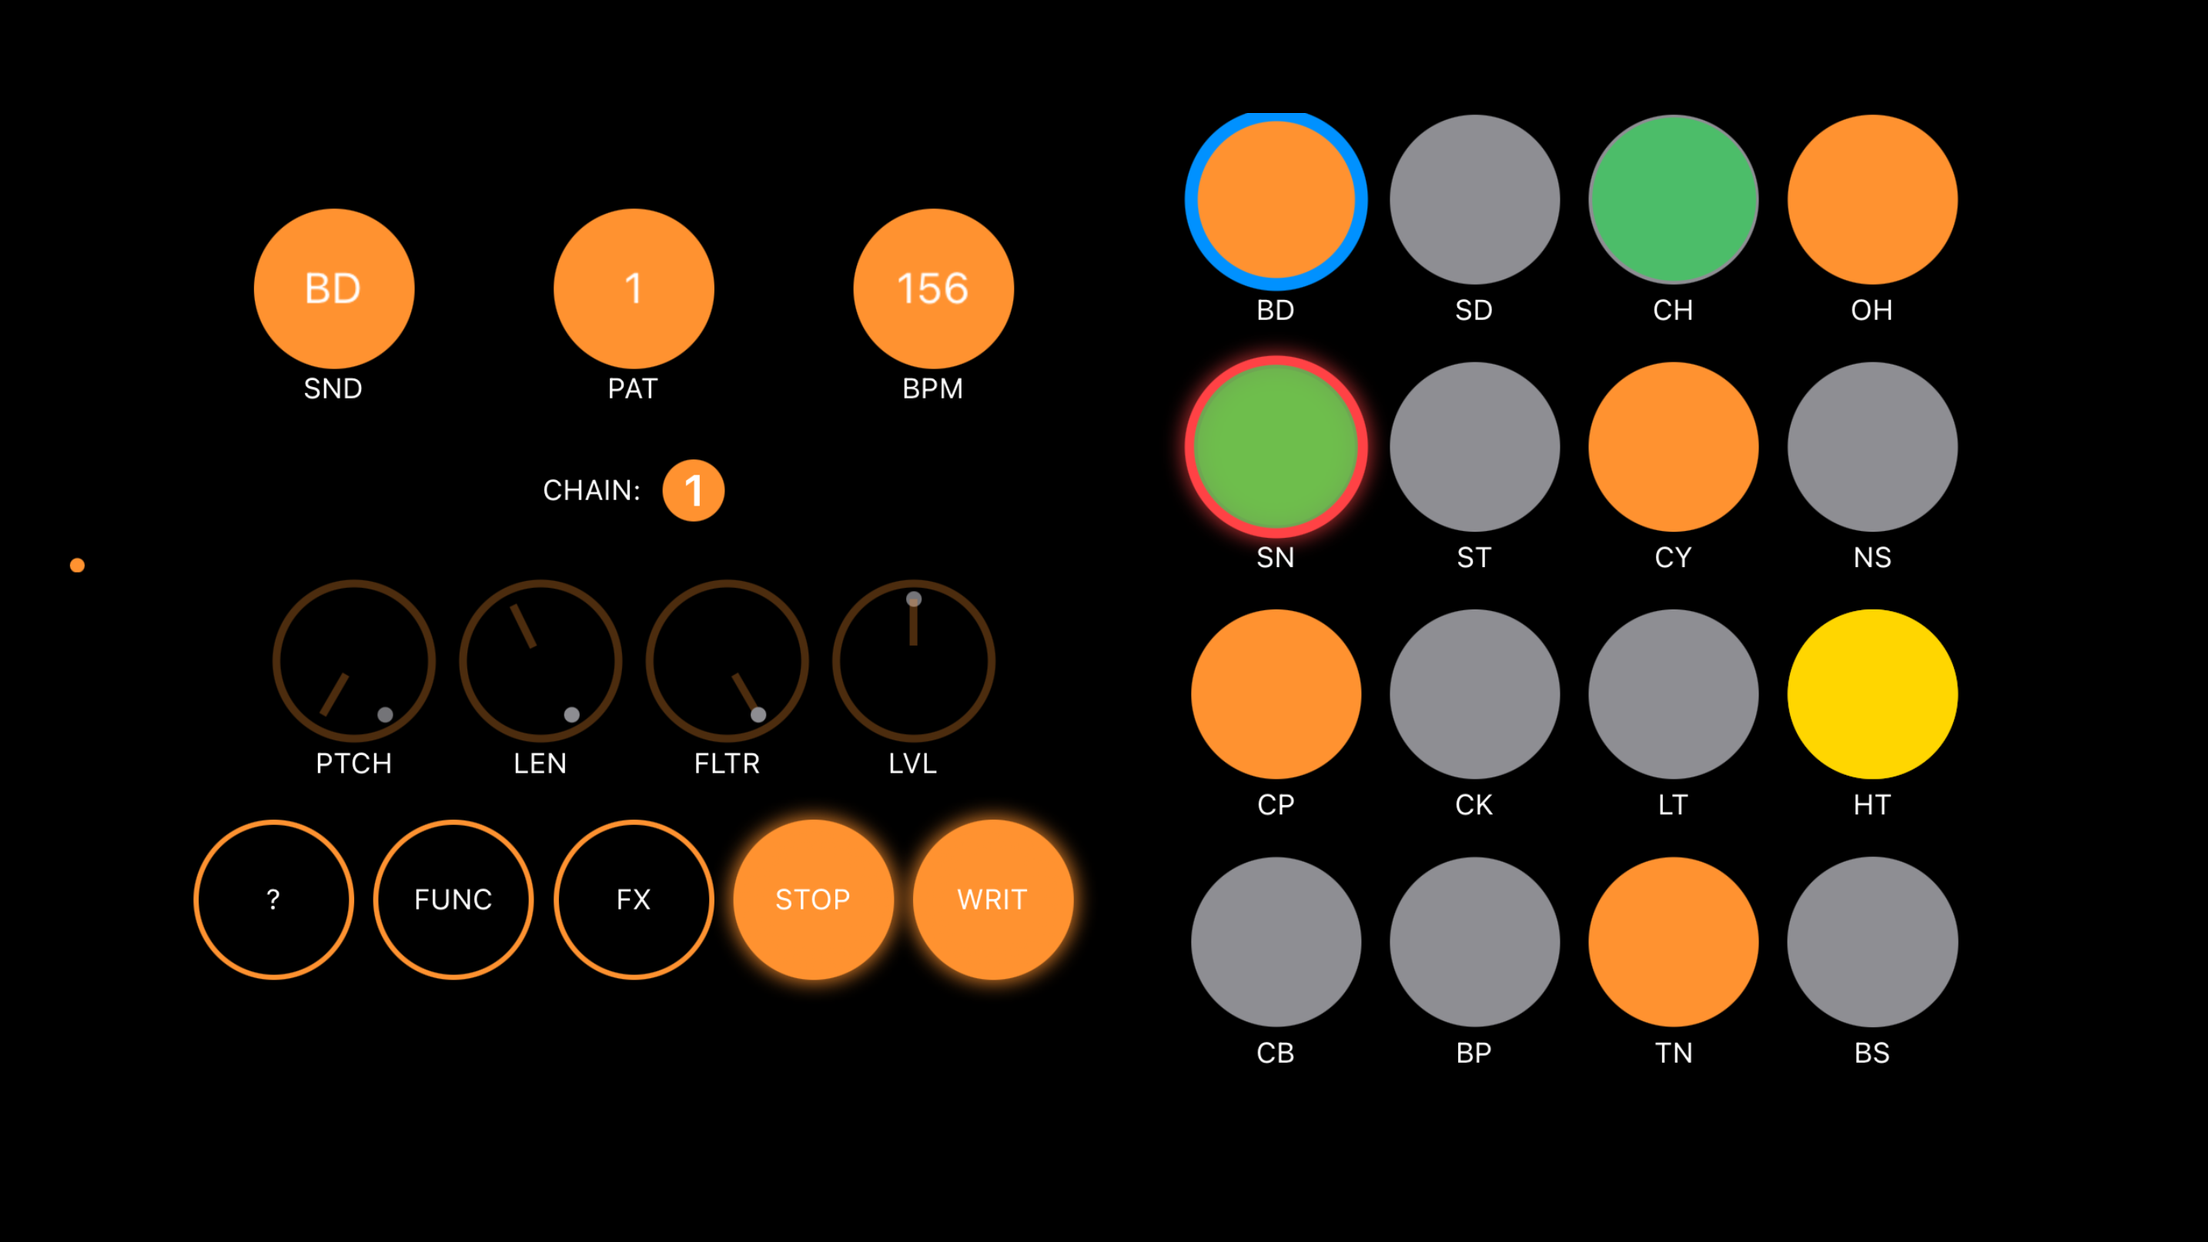 BD 1 156
SND PAT BPM
CHAIN: 1
PTCH LEN FLTR LVL
? FUNC FX STOP WRIT
BD SD CH OH
SN ST CY NS
CP CK LT HT
CB BP TN BS